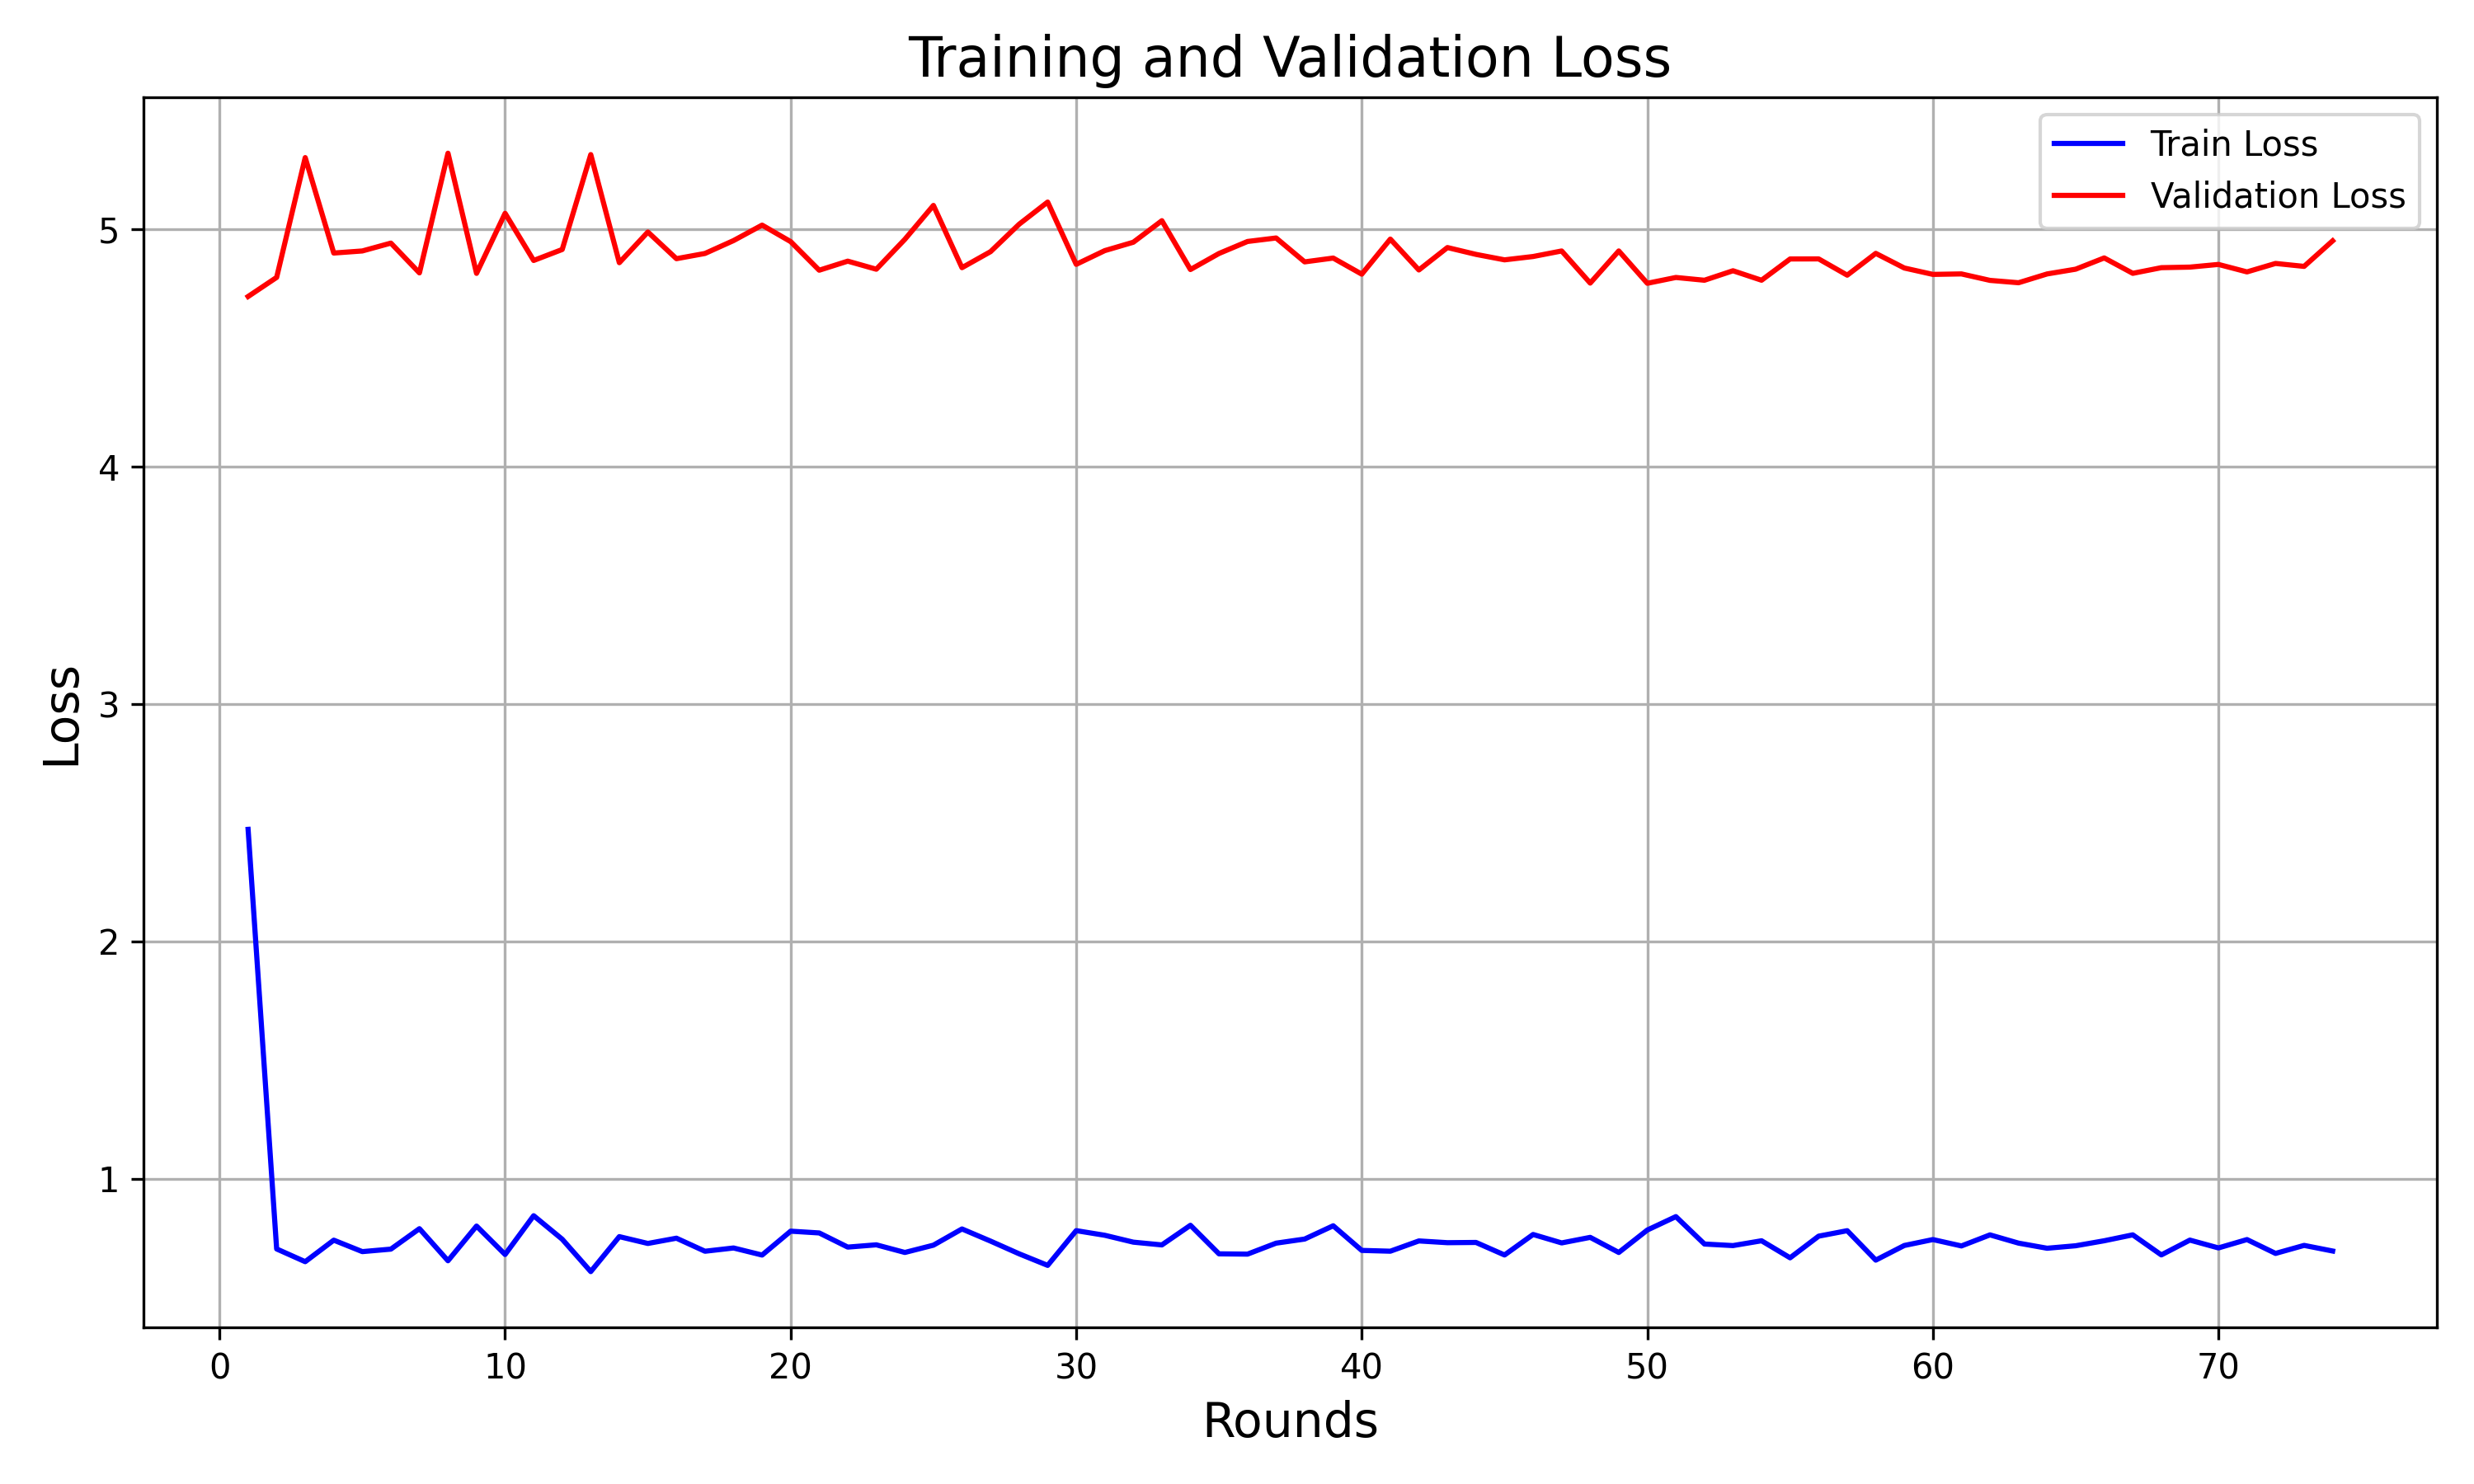 Training and Validation Loss
Train Loss
Validation Loss
5
4
3
2
1
Loss
0 10 20 30 40 50 60 70
Rounds